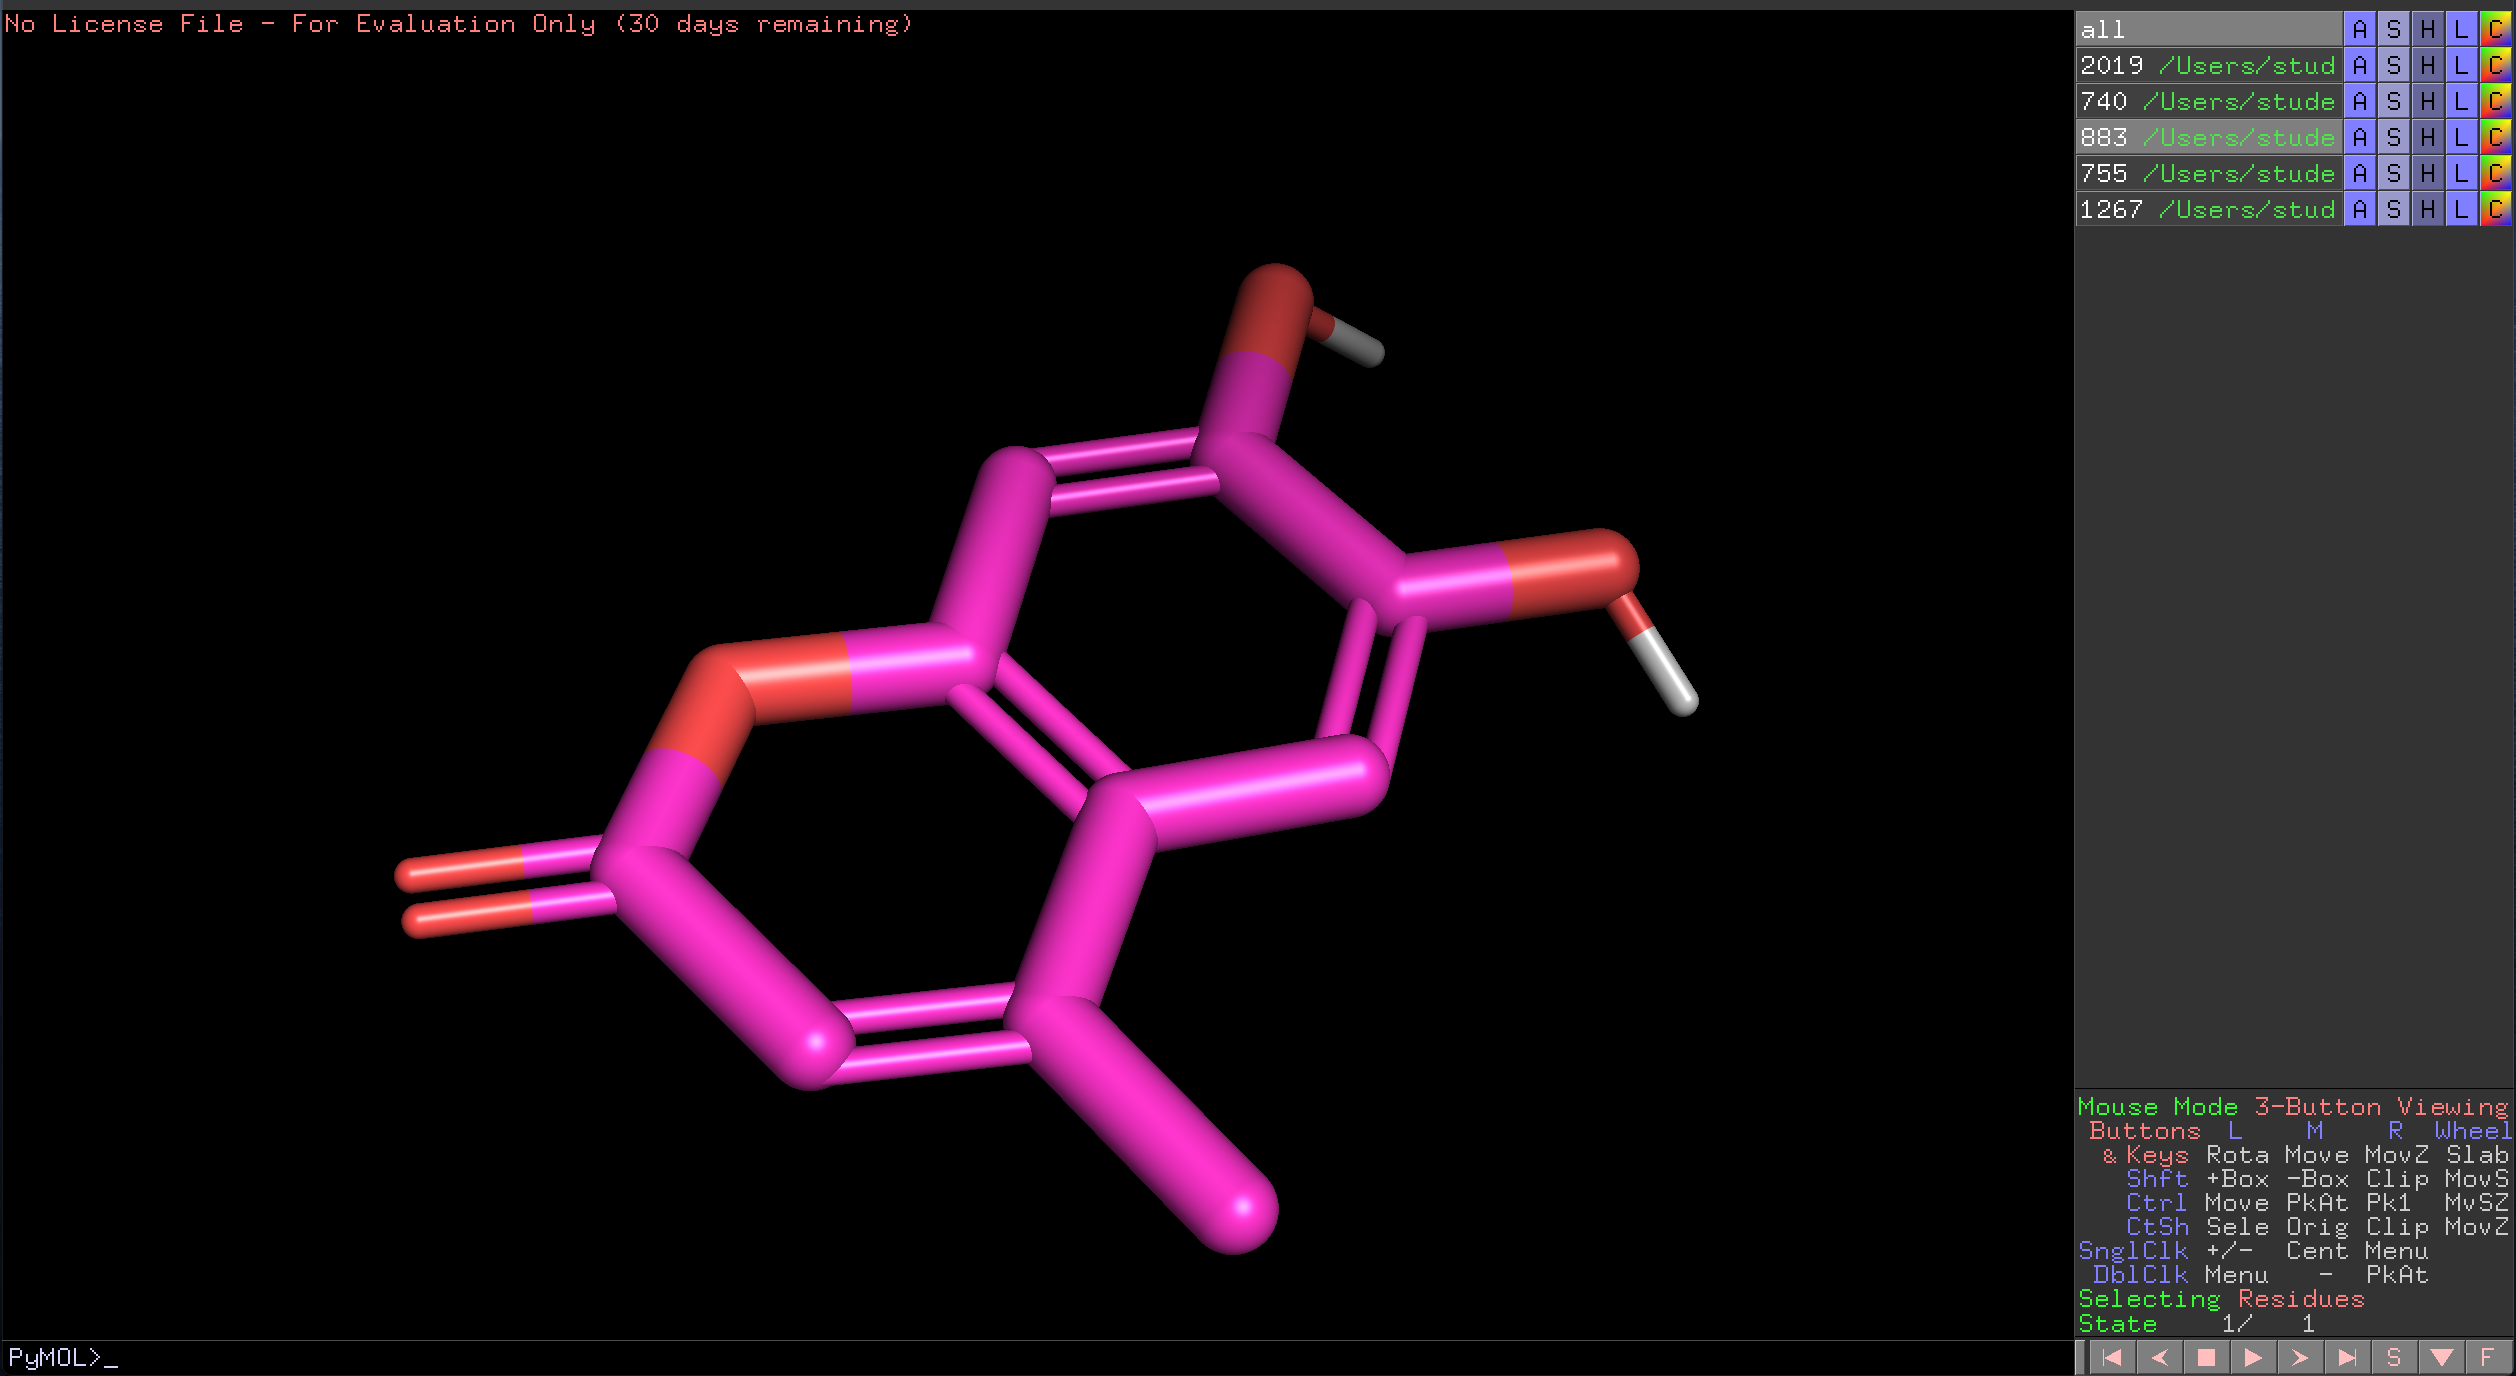 No License File - For Evaluation Only (30 days remaining)
all A S H L C
2019 /Users/stud A S H L C
740 /Users/stude A S H L C
883 /Users/stude A S H L C
755 /Users/stude A S H L C
1267 /Users/stud A S H L C
Mouse Mode 3-Button Viewing
Buttons L M R Wheel
& Keys Rota Move MovZ Slab
Shft +Box -Box Clip MovS
Ctrl Move PkAt Pk1 MvSZ
CtSh Sele Orig Clip MovZ
SnglClk +/- Cent Menu
DblClk Menu - PkAt
Selecting Residues
State 1/ 1
PyMOL>_
S F